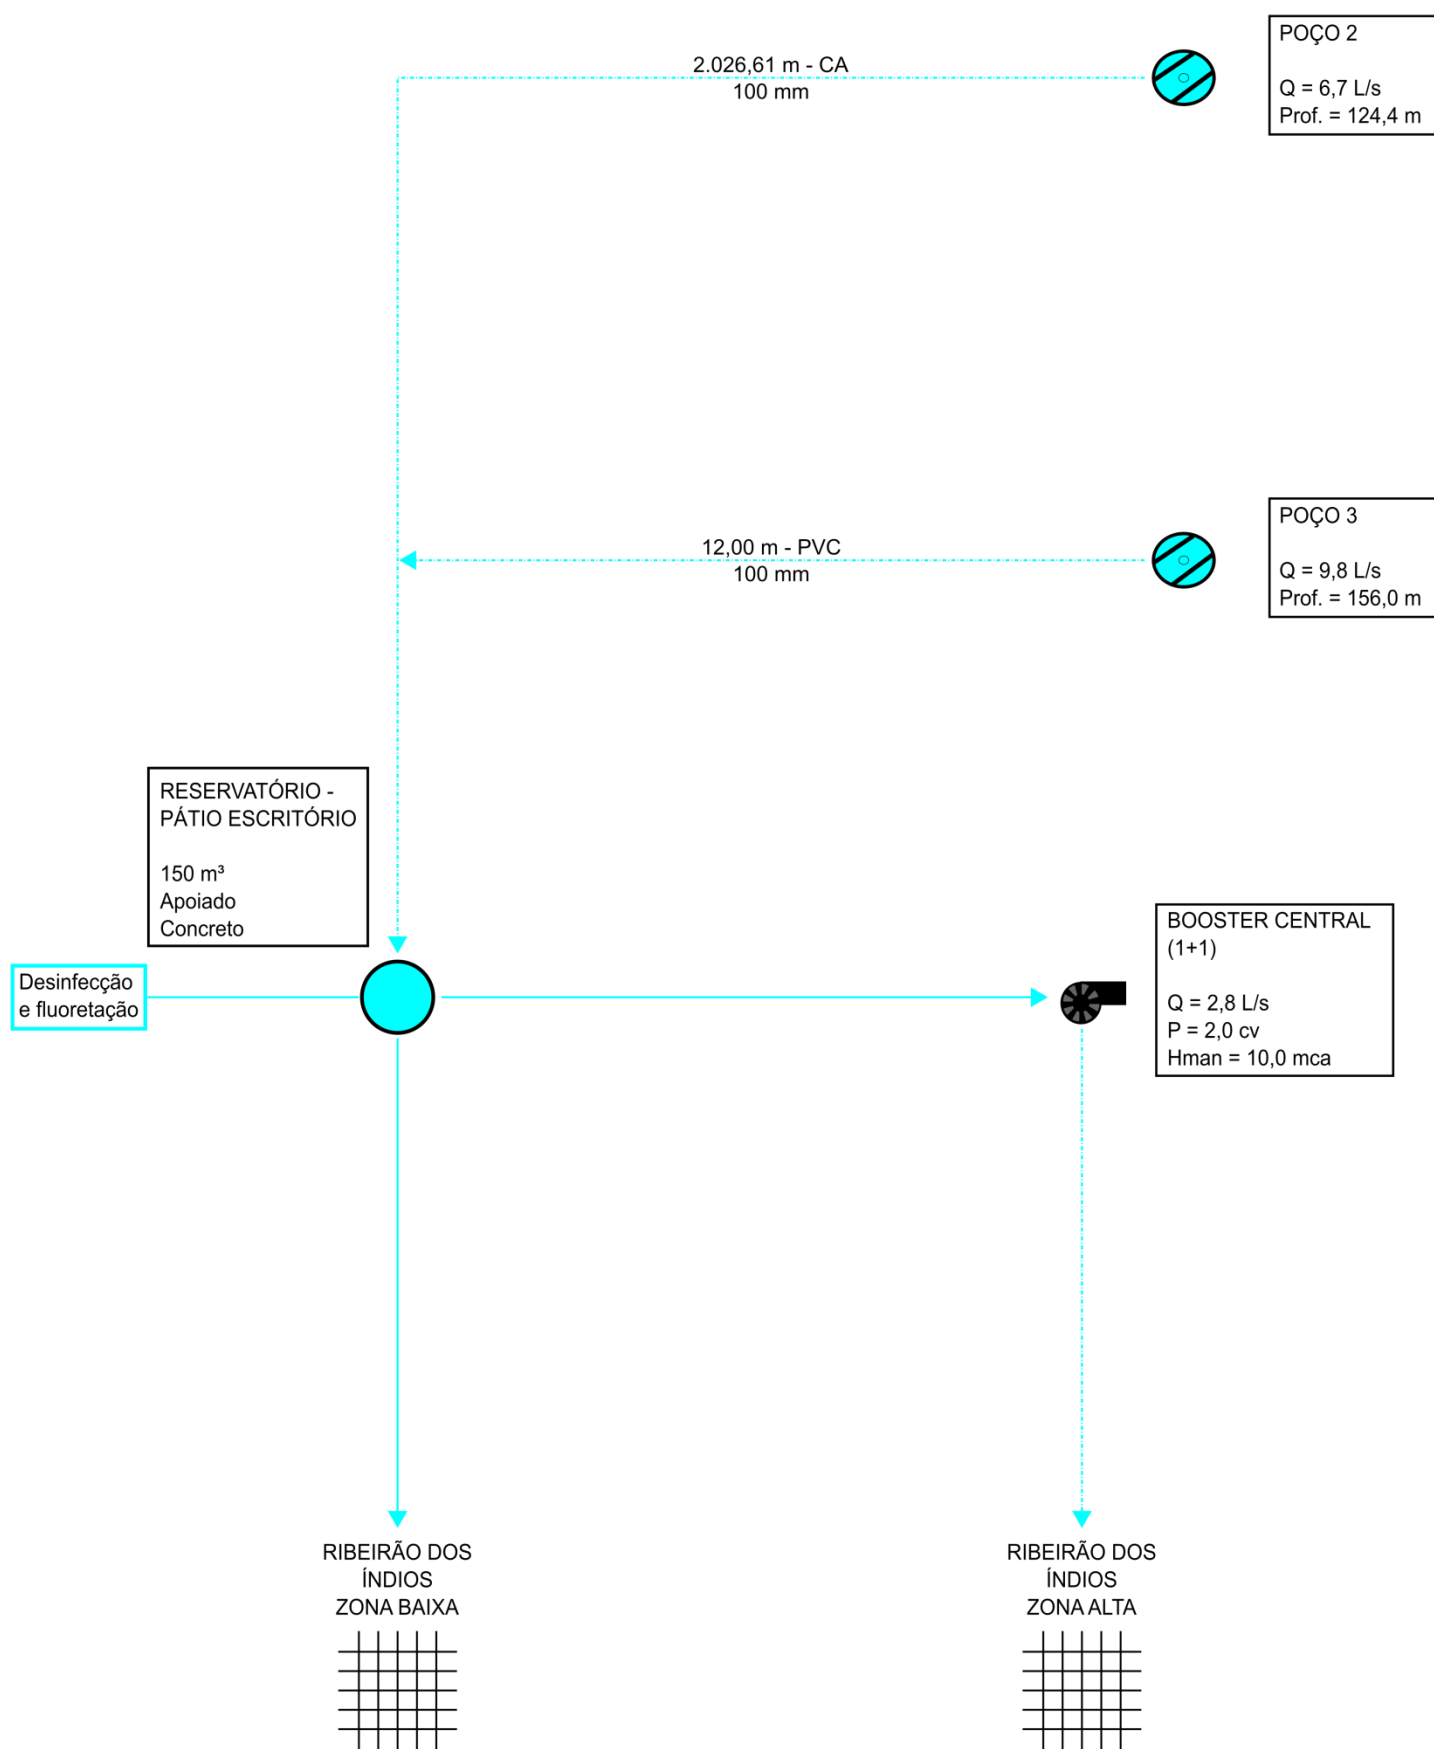 POÇO 2
Q = 6,7 L/s
Prof. = 124,4 m
2.026,61 m - CA
100 mm
POÇO 3
Q = 9,8 L/s
Prof. = 156,0 m
12,00 m - PVC
100 mm
RESERVATÓRIO -
PÁTIO ESCRITÓRIO
150 m³
Apoiado
Concreto
Desinfecção
e fluoretação
BOOSTER CENTRAL
(1+1)
Q = 2,8 L/s
P = 2,0 cv
Hman = 10,0 mca
RIBEIRÃO DOS
ÍNDIOS
ZONA BAIXA
RIBEIRÃO DOS
ÍNDIOS
ZONA ALTA